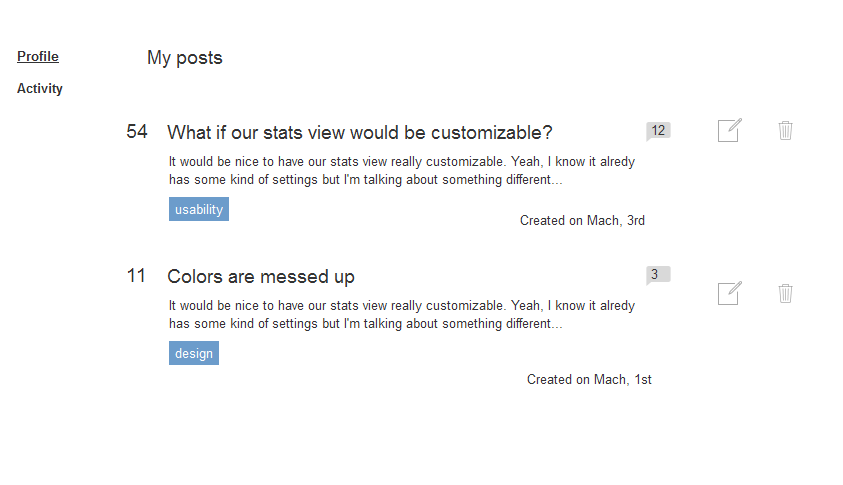 Profile
My posts
Activity
54
What if our stats view would be customizable?
12
It would be nice to have our stats view really customizable. Yeah, I know it alredy
has some kind of settings but I'm talking about something different...
usability
Created on Mach, 3rd
11
Colors are messed up
3
It would be nice to have our stats view really customizable. Yeah, I know it alredy
has some kind of settings but I'm talking about something different...
design
Created on Mach, 1st